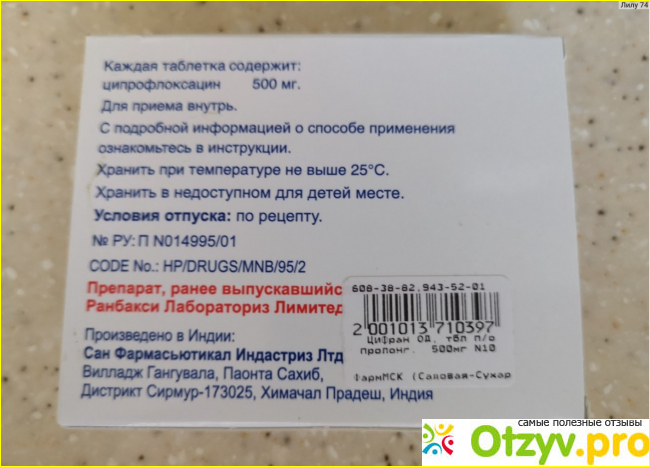 Лилу 74
Каждая таблетка содержит:
ципрофлоксацин 500 мг.
Для приема внутрь.
С подробной информацией о способе применения
ознакомьтесь в инструкции.
Хранить при температуре не выше 25°С.
Хранить в недоступном для детей месте.
Условия отпуска: по рецепту.
№ РУ: П N014995/01
CODE No.: HP/DRUGS/MNB/95/2
Препарат, ранее выпускавшийс
Ранбакси Лабораториз Лимитед
Произведено в Индии:
Сан Фармасьютикал Индастриз Лтд
Вилладж Гангувала, Паонта Сахиб,
Дистрикт Сирмур-173025, Химачал Прадеш, Индия
608-38-82,943-52-01
2 001013 710397
Цифран ОД, тбл п/о
пролонг. 500мг N10
ФармМСК (Садовая-Сухар
самые полезные отзывы
Otzyv.pro